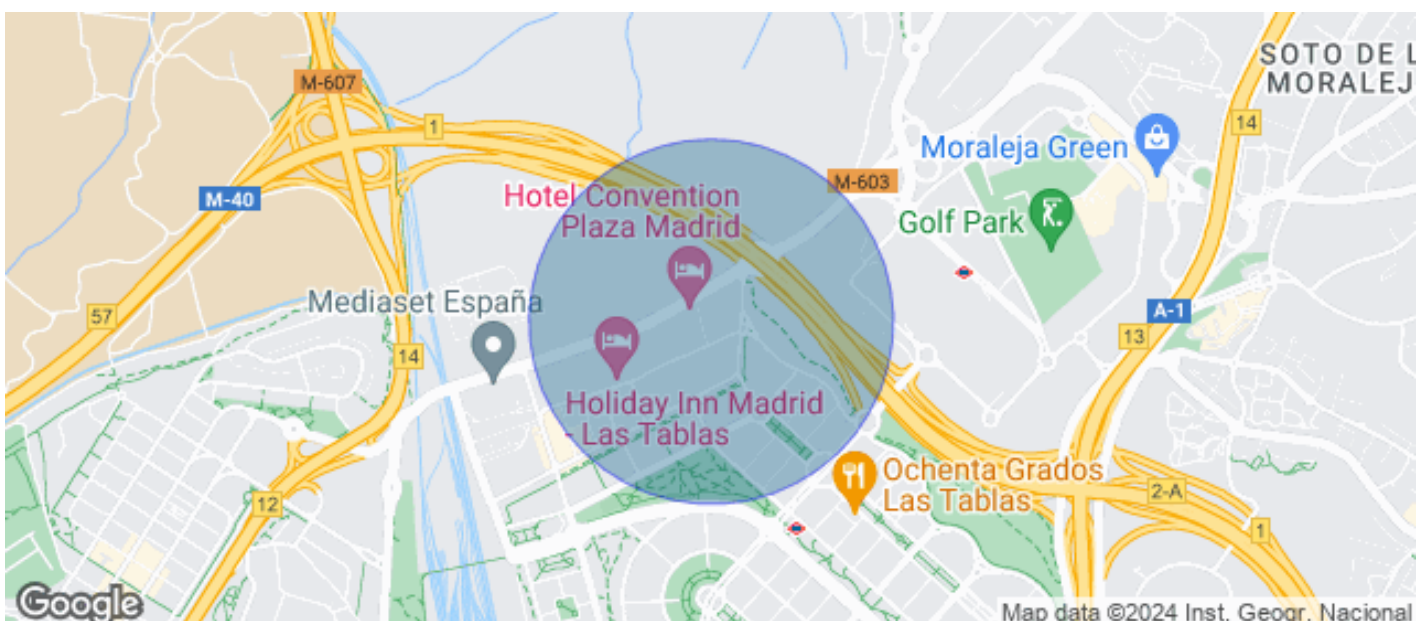 SOTO DE L
MORALEJ
M-607
1
14
Moraleja Green
M-603
M-40
Hotel Convention
Plaza Madrid
Golf Park
57
Mediaset España
A-1
13
14
Holiday Inn Madrid
- Las Tablas
Ochenta Grados
Las Tablas
12
2-A
1
Google
Map data ©2024 Inst. Geogr. Nacional